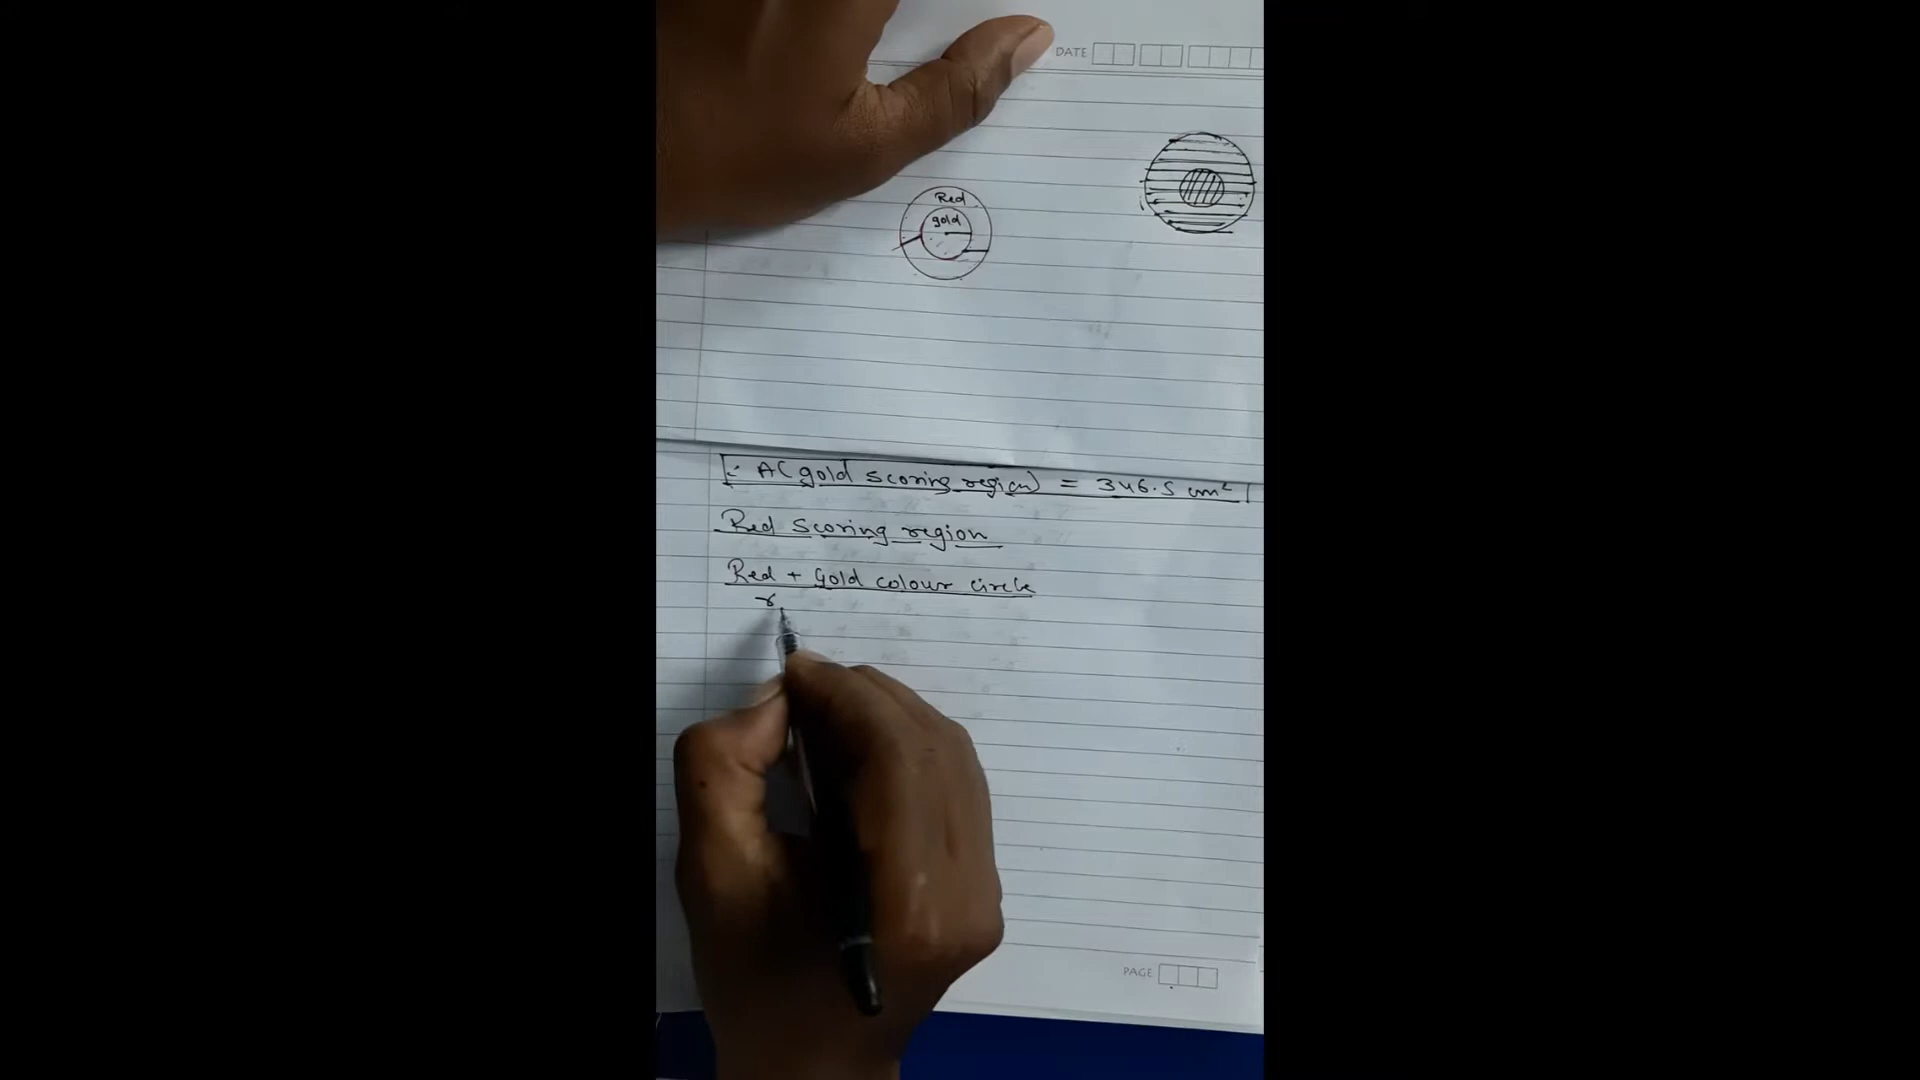 DATE
Red
gold
∴ A(gold scoring region) = 346.5 cm²
Red scoring region
Red + Gold colour circle
r
PAGE